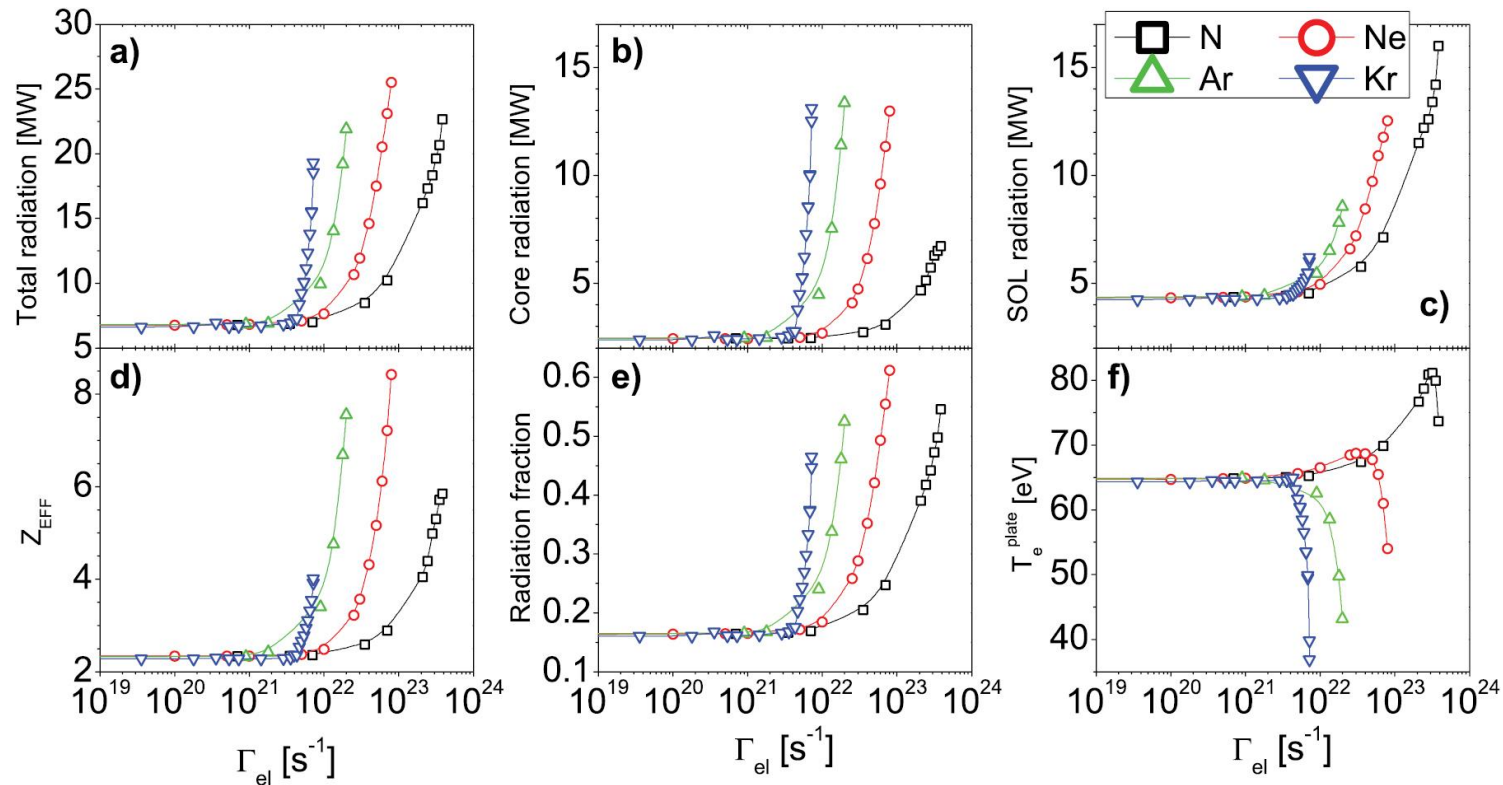 a)
Total radiation [MW]
30
25
20
15
10
5
b)
Core radiation [MW]
15
10
5
N
Ne
Ar
Kr
SOL radiation [MW]
15
10
5
c)
d)
Z_EFF
8
6
4
2
10^19 10^20 10^21 10^22 10^23 10^24
Γ_el [s^-1]
e)
Radiation fraction
0.6
0.5
0.4
0.3
0.2
0.1
10^19 10^20 10^21 10^22 10^23 10^24
Γ_el [s^-1]
f)
T_e^plate [eV]
80
70
60
50
40
10^19 10^20 10^21 10^22 10^23 10^24
Γ_el [s^-1]